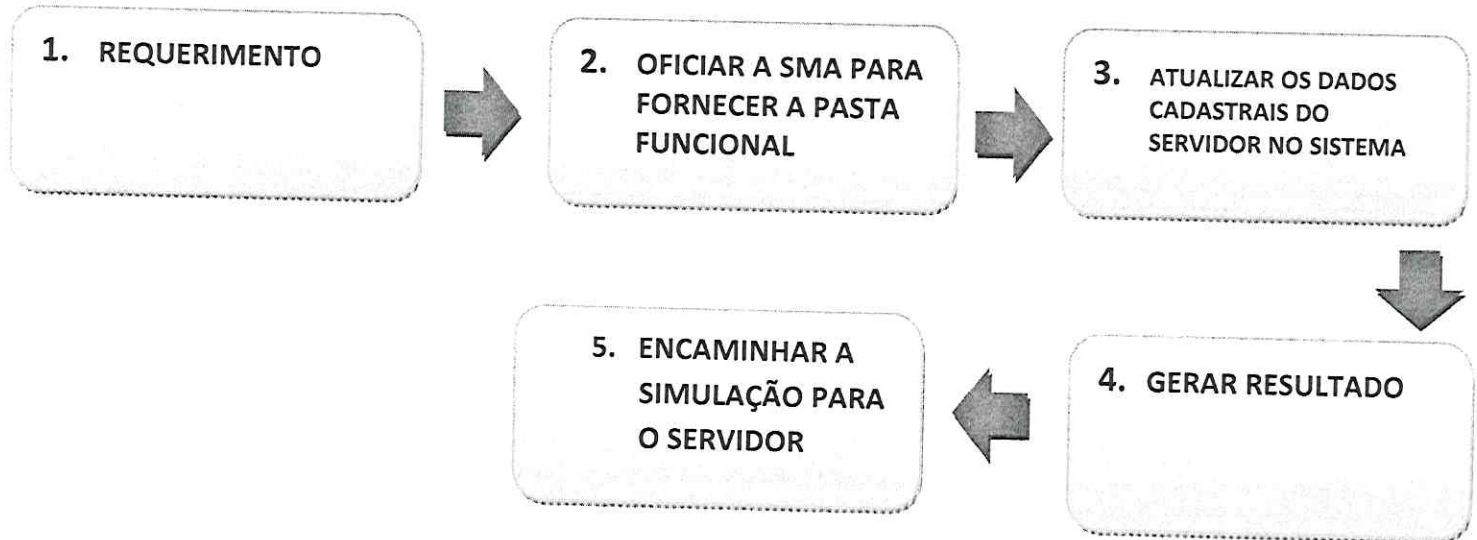 1. REQUERIMENTO
2. OFICIAR A SMA PARA
FORNECER A PASTA
FUNCIONAL
3. ATUALIZAR OS DADOS
CADASTRAIS DO
SERVIDOR NO SISTEMA
4. GERAR RESULTADO
5. ENCAMINHAR A
SIMULAÇÃO PARA
O SERVIDOR